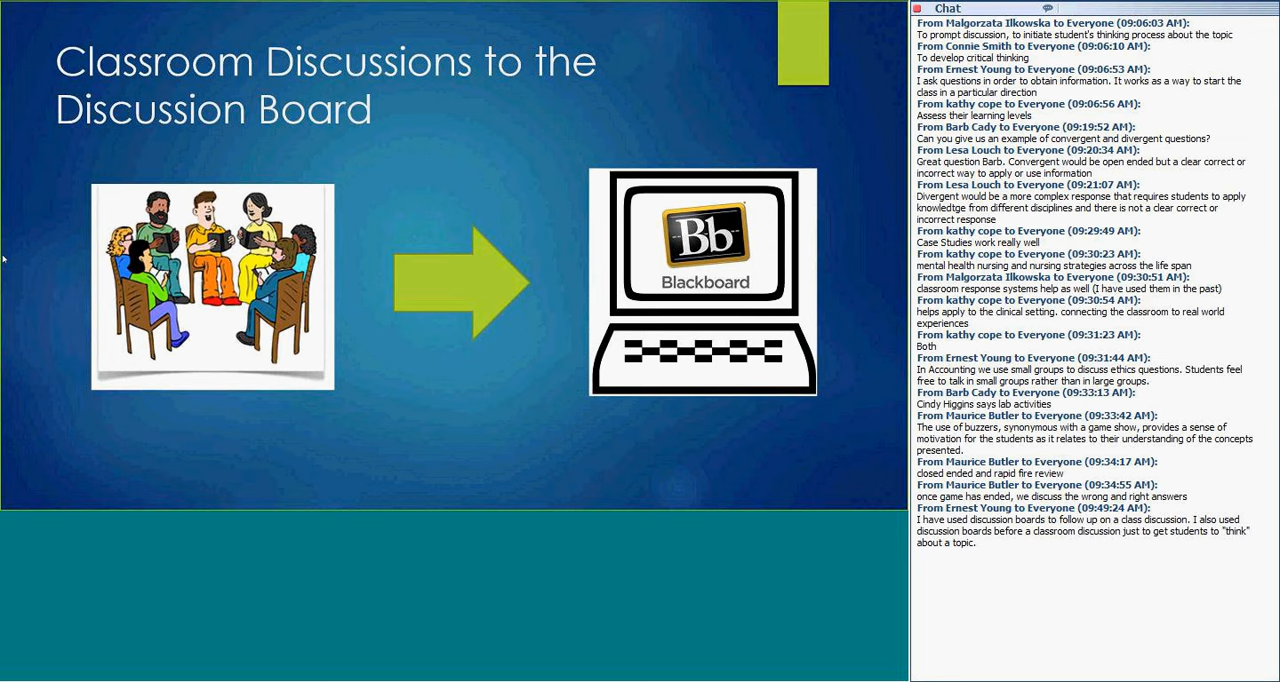 Classroom Discussions to the
Discussion Board
Bb
Blackboard
Chat
From Malgorzata Ilkowska to Everyone (09:06:03 AM):
To prompt discussion, to initiate student's thinking process about the topic
From Connie Smith to Everyone (09:06:10 AM):
To develop critical thinking
From Ernest Young to Everyone (09:06:53 AM):
I ask questions in order to obtain information. It works as a way to start the
class in a particular direction
From kathy cope to Everyone (09:06:56 AM):
Assess their learning levels
From Barb Cady to Everyone (09:19:52 AM):
Can you give us an example of convergent and divergent questions?
From Lesa Louch to Everyone (09:20:34 AM):
Great question Barb. Convergent would be open ended but a clear correct or
incorrect way to apply or use information
From Lesa Louch to Everyone (09:21:07 AM):
Divergent would be a more complex response that requires students to apply
knowledtge from different disciplines and there is not a clear correct or
incorrect response
From kathy cope to Everyone (09:29:49 AM):
Case Studies work really well
From kathy cope to Everyone (09:30:23 AM):
mental health nursing and nursing strategies across the life span
From Malgorzata Ilkowska to Everyone (09:30:51 AM):
classroom response systems help as well (I have used them in the past)
From kathy cope to Everyone (09:30:54 AM):
helps apply to the clinical setting. connecting the classroom to real world
experiences
From kathy cope to Everyone (09:31:23 AM):
Both
From Ernest Young to Everyone (09:31:44 AM):
In Accounting we use small groups to discuss ethics questions. Students feel
free to talk in small groups rather than in large groups.
From Barb Cady to Everyone (09:33:13 AM):
Cindy Higgins says lab activities
From Maurice Butler to Everyone (09:33:42 AM):
The use of buzzers, synonymous with a game show, provides a sense of
motivation for the students as it relates to their understanding of the concepts
presented.
From Maurice Butler to Everyone (09:34:17 AM):
closed ended and rapid fire review
From Maurice Butler to Everyone (09:34:55 AM):
once game has ended, we discuss the wrong and right answers
From Ernest Young to Everyone (09:49:24 AM):
I have used discussion boards to follow up on a class discussion. I also used
discussion boards before a classroom discussion just to get students to "think"
about a topic.